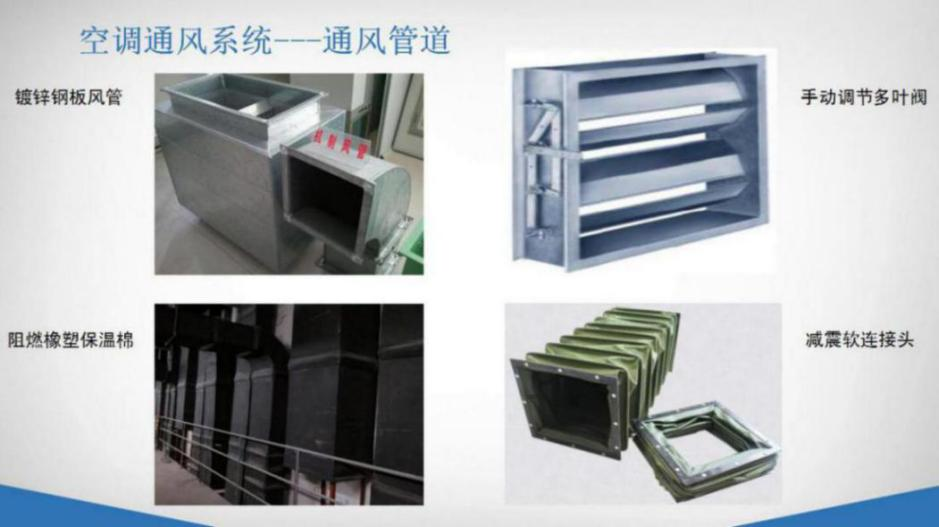 空调通风系统---通风管道
镀锌钢板风管
手动调节多叶阀
阻燃橡塑保温棉
减震软连接头